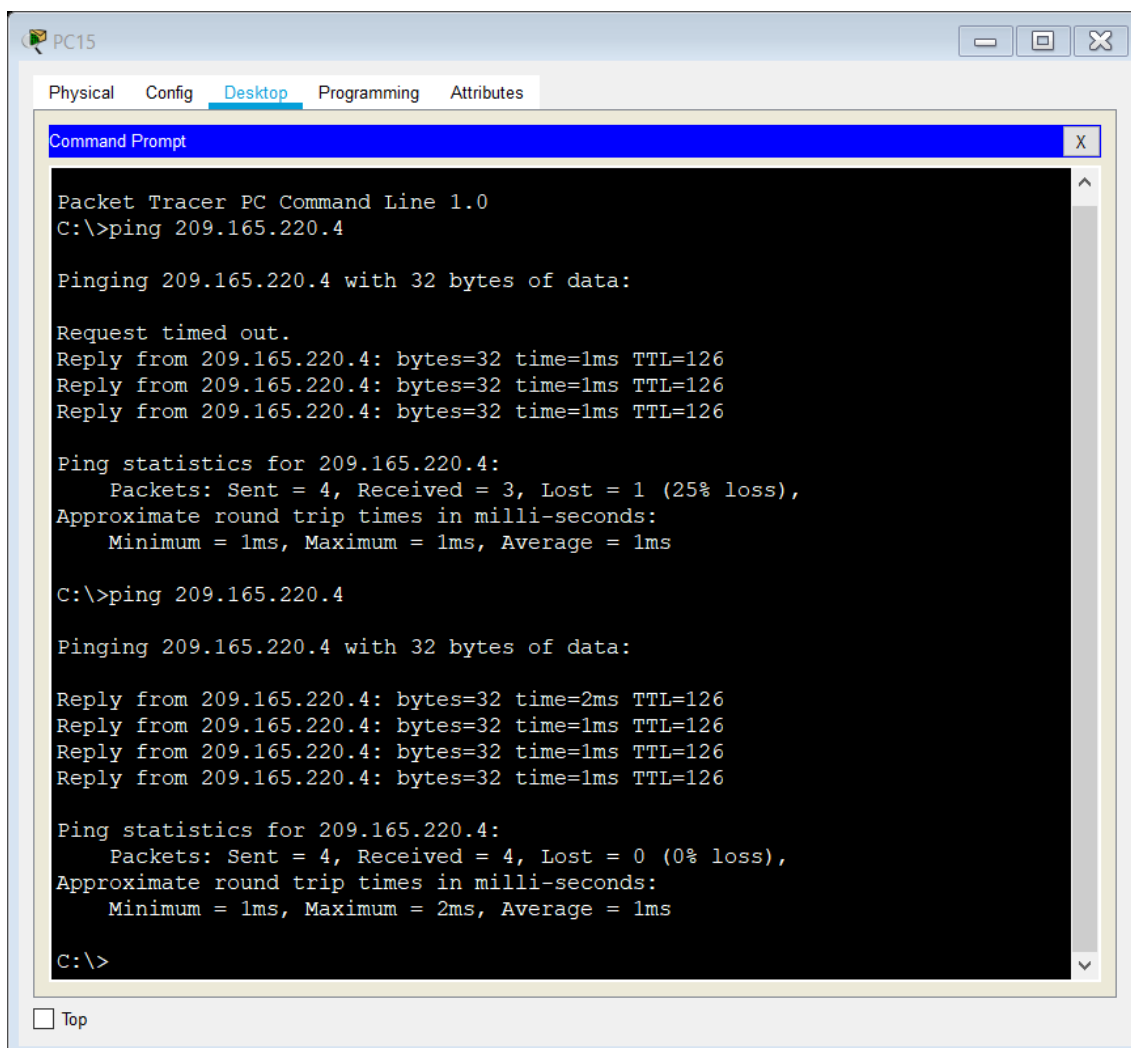 PC15
Physical Config Desktop Programming Attributes
Command Prompt X
Packet Tracer PC Command Line 1.0
C:\>ping 209.165.220.4
Pinging 209.165.220.4 with 32 bytes of data:
Request timed out.
Reply from 209.165.220.4: bytes=32 time=1ms TTL=126
Reply from 209.165.220.4: bytes=32 time=1ms TTL=126
Reply from 209.165.220.4: bytes=32 time=1ms TTL=126
Ping statistics for 209.165.220.4:
Packets: Sent = 4, Received = 3, Lost = 1 (25% loss),
Approximate round trip times in milli-seconds:
Minimum = 1ms, Maximum = 1ms, Average = 1ms
C:\>ping 209.165.220.4
Pinging 209.165.220.4 with 32 bytes of data:
Reply from 209.165.220.4: bytes=32 time=2ms TTL=126
Reply from 209.165.220.4: bytes=32 time=1ms TTL=126
Reply from 209.165.220.4: bytes=32 time=1ms TTL=126
Reply from 209.165.220.4: bytes=32 time=1ms TTL=126
Ping statistics for 209.165.220.4:
Packets: Sent = 4, Received = 4, Lost = 0 (0% loss),
Approximate round trip times in milli-seconds:
Minimum = 1ms, Maximum = 2ms, Average = 1ms
C:\>
Top